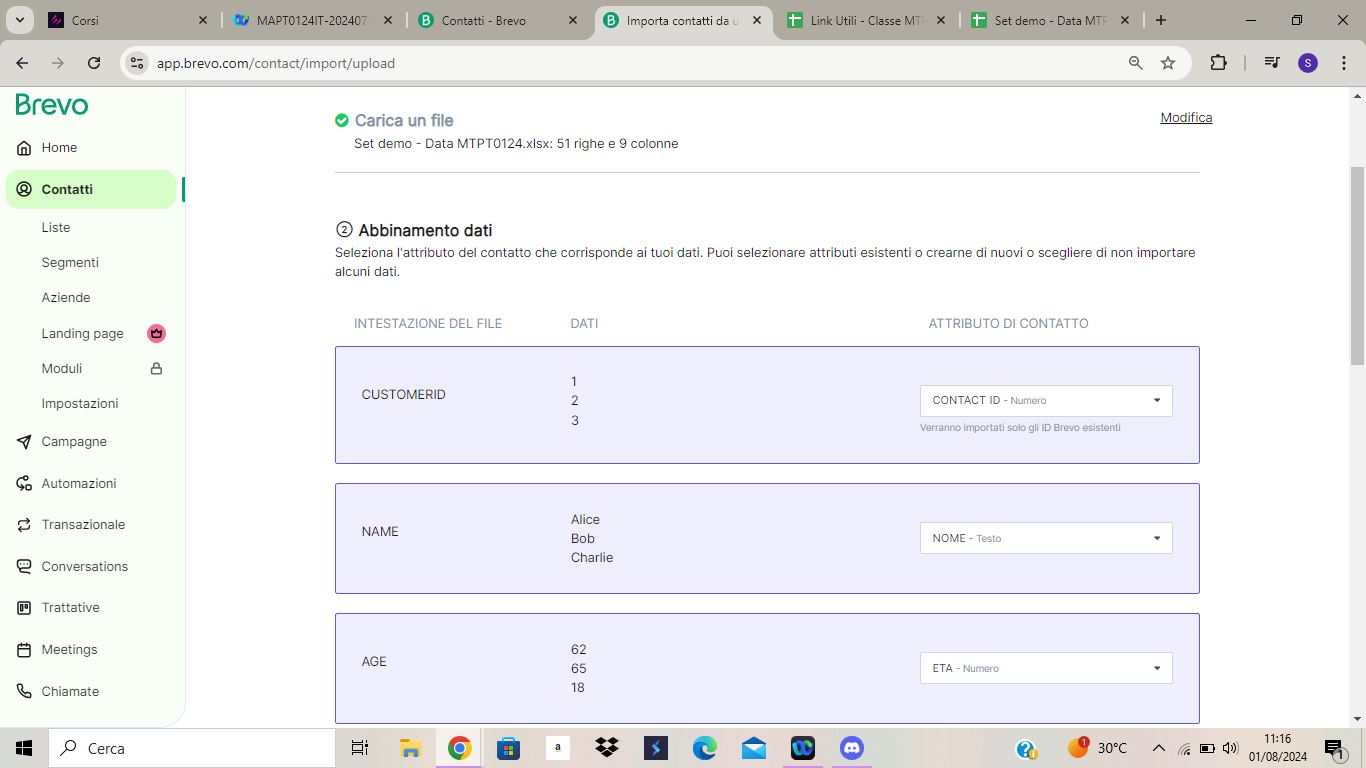 Corsi
MAPT0124IT-202407
Contatti - Brevo
Importa contatti da u
Link Utili - Classe MT
Set demo - Data MTP
app.brevo.com/contact/import/upload
S
Brevo
Home
Contatti
Liste
Segmenti
Aziende
Landing page
Moduli
Impostazioni
Campagne
Automazioni
Transazionale
Conversations
Trattative
Meetings
Chiamate
Carica un file
Modifica
Set demo - Data MTPT0124.xlsx: 51 righe e 9 colonne
2 Abbinamento dati
Seleziona l'attributo del contatto che corrisponde ai tuoi dati. Puoi selezionare attributi esistenti o crearne di nuovi o scegliere di non importare
alcuni dati.
INTESTAZIONE DEL FILE DATI ATTRIBUTO DI CONTATTO
CUSTOMERID
1
2
3
CONTACT ID - Numero
Verranno importati solo gli ID Brevo esistenti
NAME
Alice
Bob
Charlie
NOME - Testo
AGE
62
65
18
ETA - Numero
Cerca
a
1
30°C
11:16
01/08/2024
1